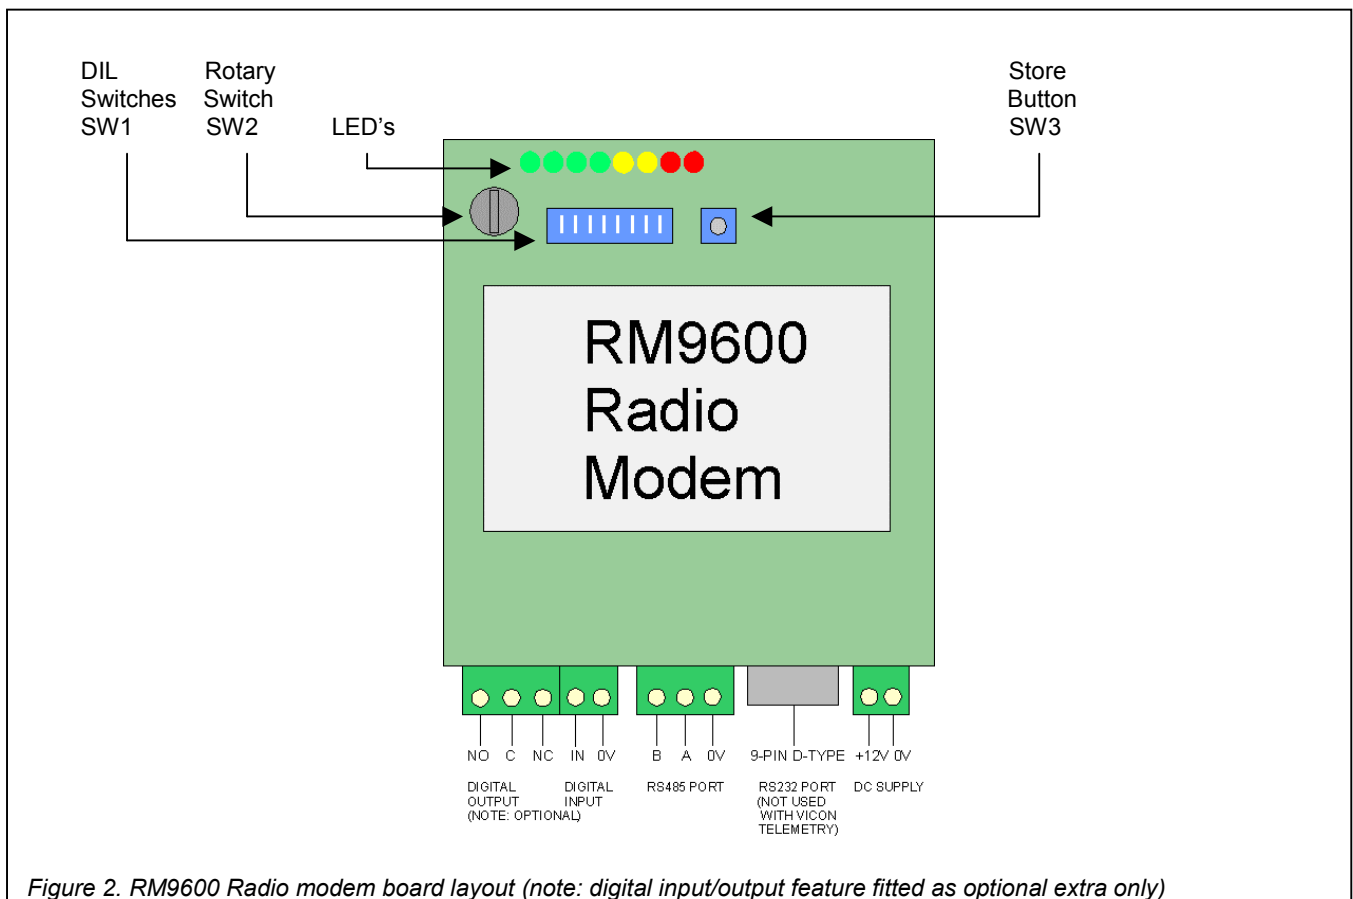 DIL
Switches
SW1
Rotary
Switch
SW2
LED's
Store
Button
SW3
RM9600
Radio
Modem
NO C NC IN 0V B A 0V 9-PIN D-TYPE +12V 0V
DIGITAL
OUTPUT
(NOTE: OPTIONAL)
DIGITAL
INPUT
RS485 PORT
RS232 PORT
(NOT USED
WITH VICON
TELEMETRY)
DC SUPPLY
Figure 2. RM9600 Radio modem board layout (note: digital input/output feature fitted as optional extra only)